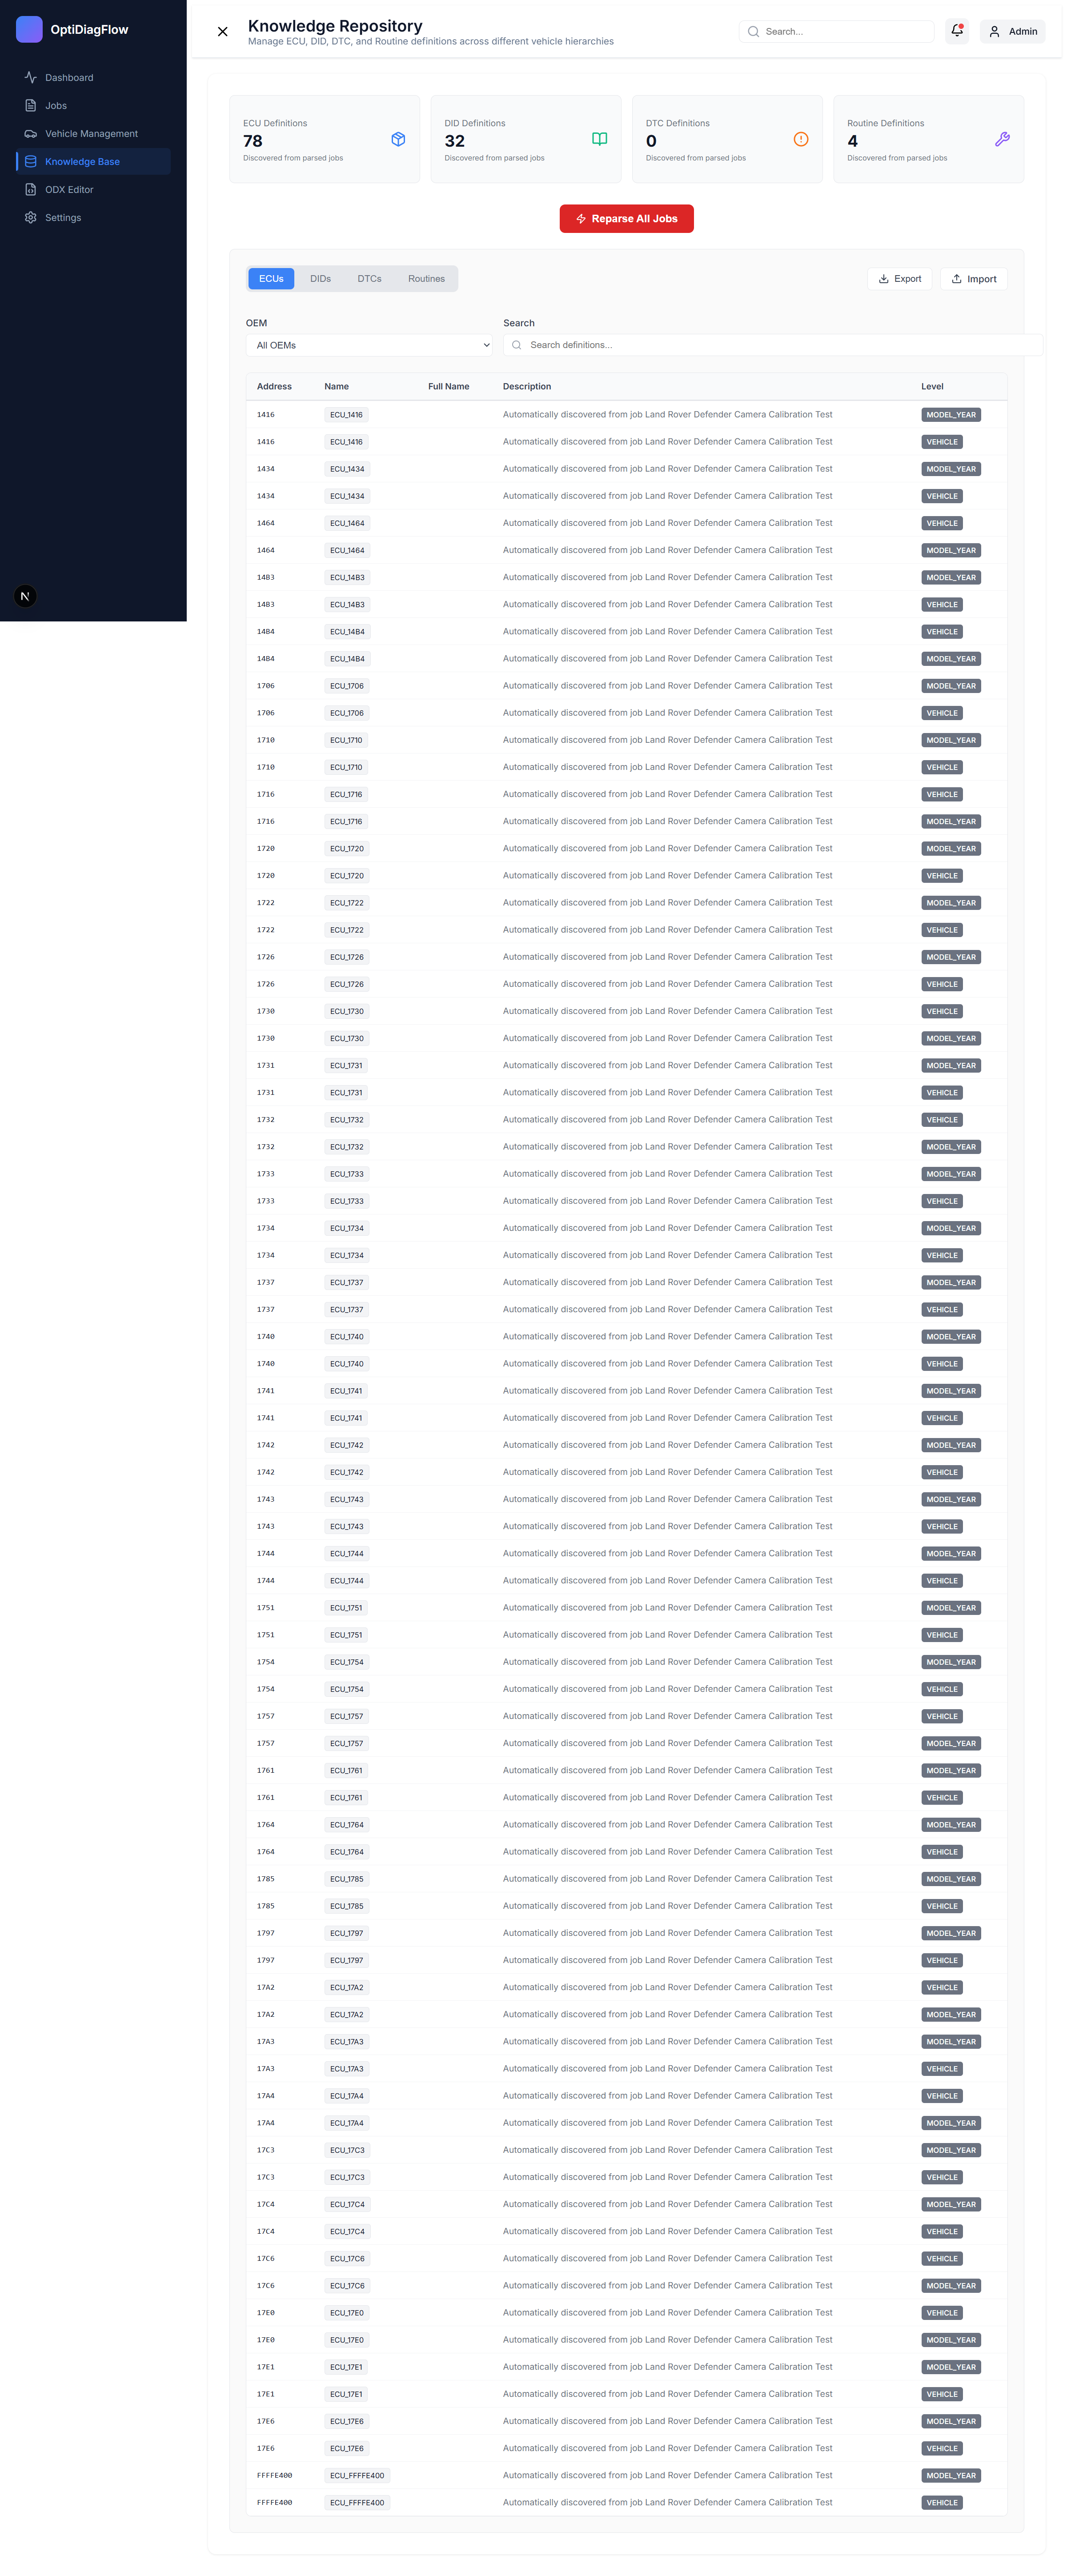 OptiDiagFlow
Dashboard
Jobs
Vehicle Management
Knowledge Base
ODX Editor
Settings
N
Knowledge Repository
Manage ECU, DID, DTC, and Routine definitions across different vehicle hierarchies
Search...
Admin
ECU Definitions
78
Discovered from parsed jobs
DID Definitions
32
Discovered from parsed jobs
DTC Definitions
0
Discovered from parsed jobs
Routine Definitions
4
Discovered from parsed jobs
Reparse All Jobs
ECUs DIDs DTCs Routines
Export Import
OEM Search
All OEMs Search definitions...
Address Name Full Name Description Level
1416 ECU_1416 Automatically discovered from job Land Rover Defender Camera Calibration Test MODEL_YEAR
1416 ECU_1416 Automatically discovered from job Land Rover Defender Camera Calibration Test VEHICLE
1434 ECU_1434 Automatically discovered from job Land Rover Defender Camera Calibration Test MODEL_YEAR
1434 ECU_1434 Automatically discovered from job Land Rover Defender Camera Calibration Test VEHICLE
1464 ECU_1464 Automatically discovered from job Land Rover Defender Camera Calibration Test VEHICLE
1464 ECU_1464 Automatically discovered from job Land Rover Defender Camera Calibration Test MODEL_YEAR
14B3 ECU_14B3 Automatically discovered from job Land Rover Defender Camera Calibration Test MODEL_YEAR
14B3 ECU_14B3 Automatically discovered from job Land Rover Defender Camera Calibration Test VEHICLE
14B4 ECU_14B4 Automatically discovered from job Land Rover Defender Camera Calibration Test VEHICLE
14B4 ECU_14B4 Automatically discovered from job Land Rover Defender Camera Calibration Test MODEL_YEAR
1706 ECU_1706 Automatically discovered from job Land Rover Defender Camera Calibration Test MODEL_YEAR
1706 ECU_1706 Automatically discovered from job Land Rover Defender Camera Calibration Test VEHICLE
1710 ECU_1710 Automatically discovered from job Land Rover Defender Camera Calibration Test MODEL_YEAR
1710 ECU_1710 Automatically discovered from job Land Rover Defender Camera Calibration Test VEHICLE
1716 ECU_1716 Automatically discovered from job Land Rover Defender Camera Calibration Test VEHICLE
1716 ECU_1716 Automatically discovered from job Land Rover Defender Camera Calibration Test MODEL_YEAR
1720 ECU_1720 Automatically discovered from job Land Rover Defender Camera Calibration Test MODEL_YEAR
1720 ECU_1720 Automatically discovered from job Land Rover Defender Camera Calibration Test VEHICLE
1722 ECU_1722 Automatically discovered from job Land Rover Defender Camera Calibration Test MODEL_YEAR
1722 ECU_1722 Automatically discovered from job Land Rover Defender Camera Calibration Test VEHICLE
1726 ECU_1726 Automatically discovered from job Land Rover Defender Camera Calibration Test MODEL_YEAR
1726 ECU_1726 Automatically discovered from job Land Rover Defender Camera Calibration Test VEHICLE
1730 ECU_1730 Automatically discovered from job Land Rover Defender Camera Calibration Test VEHICLE
1730 ECU_1730 Automatically discovered from job Land Rover Defender Camera Calibration Test MODEL_YEAR
1731 ECU_1731 Automatically discovered from job Land Rover Defender Camera Calibration Test MODEL_YEAR
1731 ECU_1731 Automatically discovered from job Land Rover Defender Camera Calibration Test VEHICLE
1732 ECU_1732 Automatically discovered from job Land Rover Defender Camera Calibration Test VEHICLE
1732 ECU_1732 Automatically discovered from job Land Rover Defender Camera Calibration Test MODEL_YEAR
1733 ECU_1733 Automatically discovered from job Land Rover Defender Camera Calibration Test MODEL_YEAR
1733 ECU_1733 Automatically discovered from job Land Rover Defender Camera Calibration Test VEHICLE
1734 ECU_1734 Automatically discovered from job Land Rover Defender Camera Calibration Test MODEL_YEAR
1734 ECU_1734 Automatically discovered from job Land Rover Defender Camera Calibration Test VEHICLE
1737 ECU_1737 Automatically discovered from job Land Rover Defender Camera Calibration Test MODEL_YEAR
1737 ECU_1737 Automatically discovered from job Land Rover Defender Camera Calibration Test VEHICLE
1740 ECU_1740 Automatically discovered from job Land Rover Defender Camera Calibration Test MODEL_YEAR
1740 ECU_1740 Automatically discovered from job Land Rover Defender Camera Calibration Test VEHICLE
1741 ECU_1741 Automatically discovered from job Land Rover Defender Camera Calibration Test MODEL_YEAR
1741 ECU_1741 Automatically discovered from job Land Rover Defender Camera Calibration Test VEHICLE
1742 ECU_1742 Automatically discovered from job Land Rover Defender Camera Calibration Test MODEL_YEAR
1742 ECU_1742 Automatically discovered from job Land Rover Defender Camera Calibration Test VEHICLE
1743 ECU_1743 Automatically discovered from job Land Rover Defender Camera Calibration Test MODEL_YEAR
1743 ECU_1743 Automatically discovered from job Land Rover Defender Camera Calibration Test VEHICLE
1744 ECU_1744 Automatically discovered from job Land Rover Defender Camera Calibration Test MODEL_YEAR
1744 ECU_1744 Automatically discovered from job Land Rover Defender Camera Calibration Test VEHICLE
1751 ECU_1751 Automatically discovered from job Land Rover Defender Camera Calibration Test MODEL_YEAR
1751 ECU_1751 Automatically discovered from job Land Rover Defender Camera Calibration Test VEHICLE
1754 ECU_1754 Automatically discovered from job Land Rover Defender Camera Calibration Test MODEL_YEAR
1754 ECU_1754 Automatically discovered from job Land Rover Defender Camera Calibration Test VEHICLE
1757 ECU_1757 Automatically discovered from job Land Rover Defender Camera Calibration Test VEHICLE
1757 ECU_1757 Automatically discovered from job Land Rover Defender Camera Calibration Test MODEL_YEAR
1761 ECU_1761 Automatically discovered from job Land Rover Defender Camera Calibration Test MODEL_YEAR
1761 ECU_1761 Automatically discovered from job Land Rover Defender Camera Calibration Test VEHICLE
1764 ECU_1764 Automatically discovered from job Land Rover Defender Camera Calibration Test MODEL_YEAR
1764 ECU_1764 Automatically discovered from job Land Rover Defender Camera Calibration Test VEHICLE
1785 ECU_1785 Automatically discovered from job Land Rover Defender Camera Calibration Test MODEL_YEAR
1785 ECU_1785 Automatically discovered from job Land Rover Defender Camera Calibration Test VEHICLE
1797 ECU_1797 Automatically discovered from job Land Rover Defender Camera Calibration Test MODEL_YEAR
1797 ECU_1797 Automatically discovered from job Land Rover Defender Camera Calibration Test VEHICLE
17A2 ECU_17A2 Automatically discovered from job Land Rover Defender Camera Calibration Test VEHICLE
17A2 ECU_17A2 Automatically discovered from job Land Rover Defender Camera Calibration Test MODEL_YEAR
17A3 ECU_17A3 Automatically discovered from job Land Rover Defender Camera Calibration Test MODEL_YEAR
17A3 ECU_17A3 Automatically discovered from job Land Rover Defender Camera Calibration Test VEHICLE
17A4 ECU_17A4 Automatically discovered from job Land Rover Defender Camera Calibration Test VEHICLE
17A4 ECU_17A4 Automatically discovered from job Land Rover Defender Camera Calibration Test MODEL_YEAR
17C3 ECU_17C3 Automatically discovered from job Land Rover Defender Camera Calibration Test MODEL_YEAR
17C3 ECU_17C3 Automatically discovered from job Land Rover Defender Camera Calibration Test VEHICLE
17C4 ECU_17C4 Automatically discovered from job Land Rover Defender Camera Calibration Test MODEL_YEAR
17C4 ECU_17C4 Automatically discovered from job Land Rover Defender Camera Calibration Test VEHICLE
17C6 ECU_17C6 Automatically discovered from job Land Rover Defender Camera Calibration Test VEHICLE
17C6 ECU_17C6 Automatically discovered from job Land Rover Defender Camera Calibration Test MODEL_YEAR
17E0 ECU_17E0 Automatically discovered from job Land Rover Defender Camera Calibration Test VEHICLE
17E0 ECU_17E0 Automatically discovered from job Land Rover Defender Camera Calibration Test MODEL_YEAR
17E1 ECU_17E1 Automatically discovered from job Land Rover Defender Camera Calibration Test MODEL_YEAR
17E1 ECU_17E1 Automatically discovered from job Land Rover Defender Camera Calibration Test VEHICLE
17E6 ECU_17E6 Automatically discovered from job Land Rover Defender Camera Calibration Test MODEL_YEAR
17E6 ECU_17E6 Automatically discovered from job Land Rover Defender Camera Calibration Test VEHICLE
FFFFE400 ECU_FFFFE400 Automatically discovered from job Land Rover Defender Camera Calibration Test MODEL_YEAR
FFFFE400 ECU_FFFFE400 Automatically discovered from job Land Rover Defender Camera Calibration Test VEHICLE